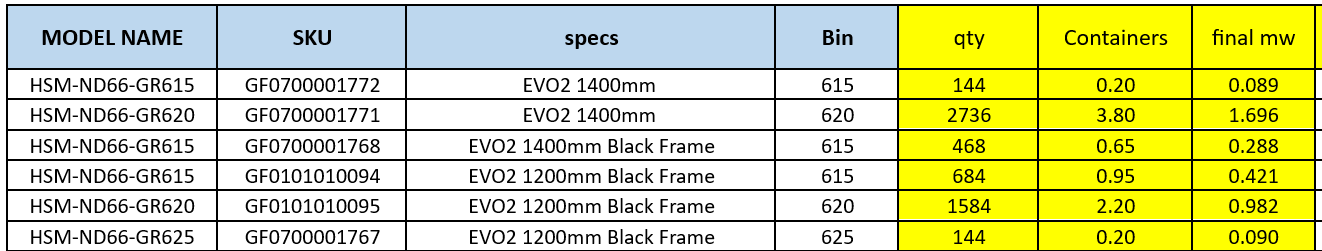 MODEL NAME SKU specs Bin qty Containers final mw
HSM-ND66-GR615 GF0700001772 EVO2 1400mm 615 144 0.20 0.089
HSM-ND66-GR620 GF0700001771 EVO2 1400mm 620 2736 3.80 1.696
HSM-ND66-GR615 GF0700001768 EVO2 1400mm Black Frame 615 468 0.65 0.288
HSM-ND66-GR615 GF0101010094 EVO2 1200mm Black Frame 615 684 0.95 0.421
HSM-ND66-GR620 GF0101010095 EVO2 1200mm Black Frame 620 1584 2.20 0.982
HSM-ND66-GR625 GF0700001767 EVO2 1200mm Black Frame 625 144 0.20 0.090